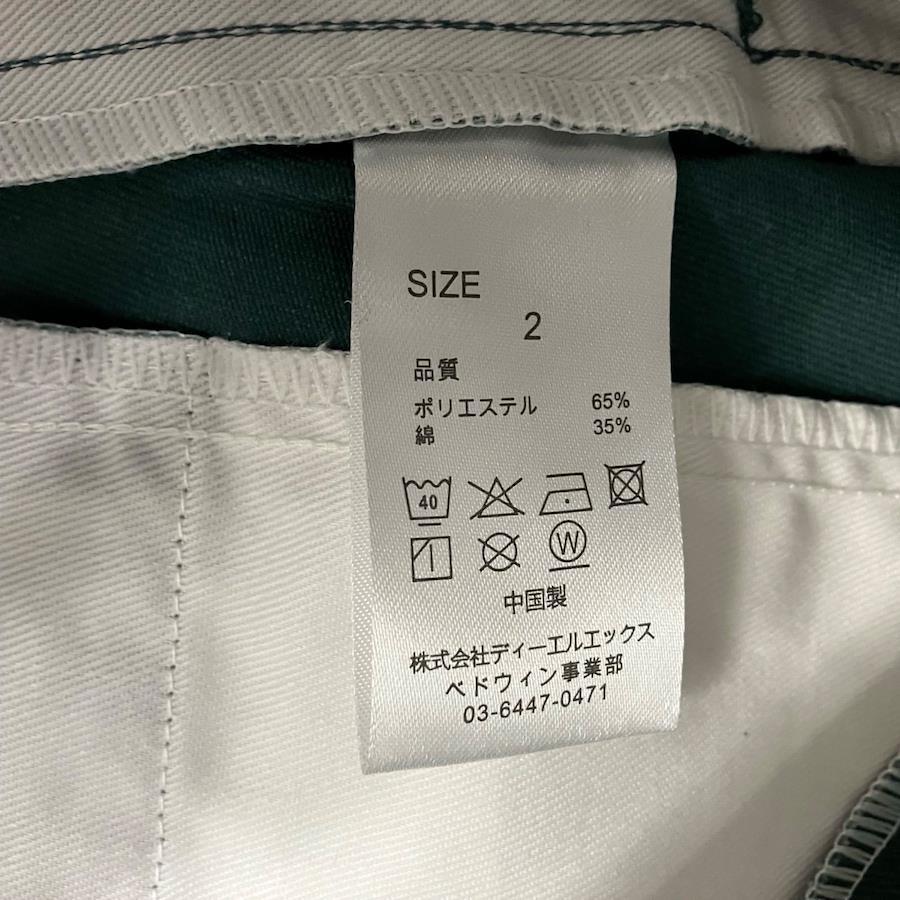 SIZE
2
品質
ポリエステル 65%
綿 35%
40
W
中国製
株式会社ディーエルエックス
ベドウィン事業部
03-6447-0471